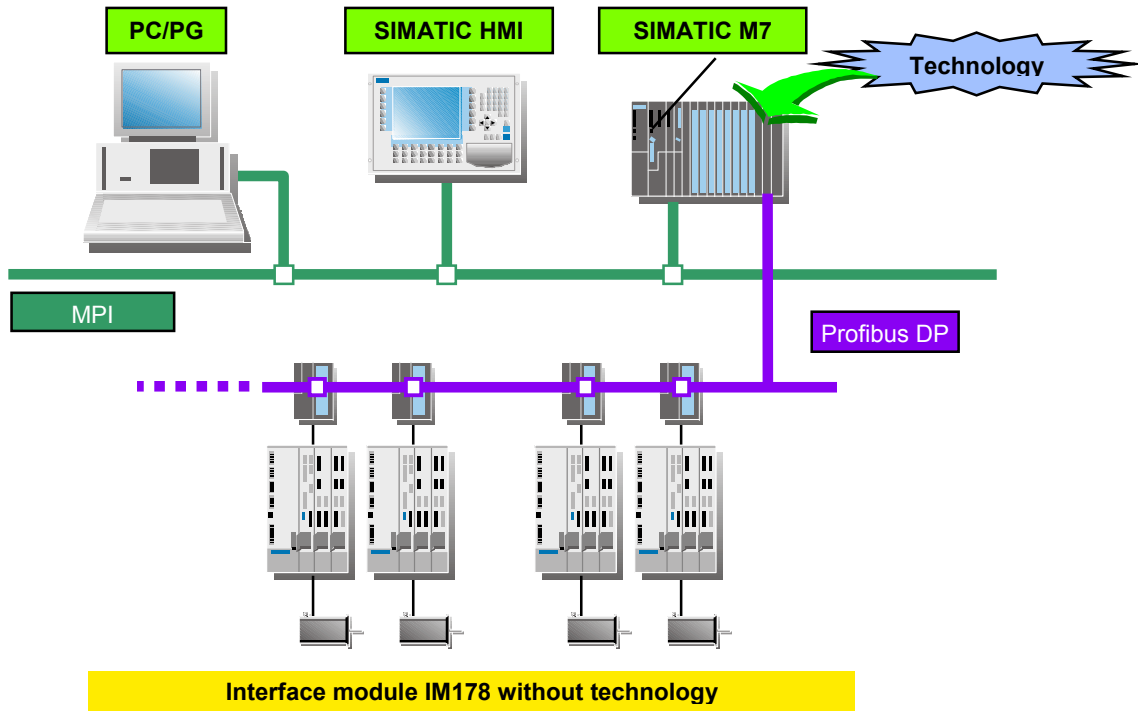 PC/PG
SIMATIC HMI
SIMATIC M7
Technology
MPI
Profibus DP
Interface module IM178 without technology